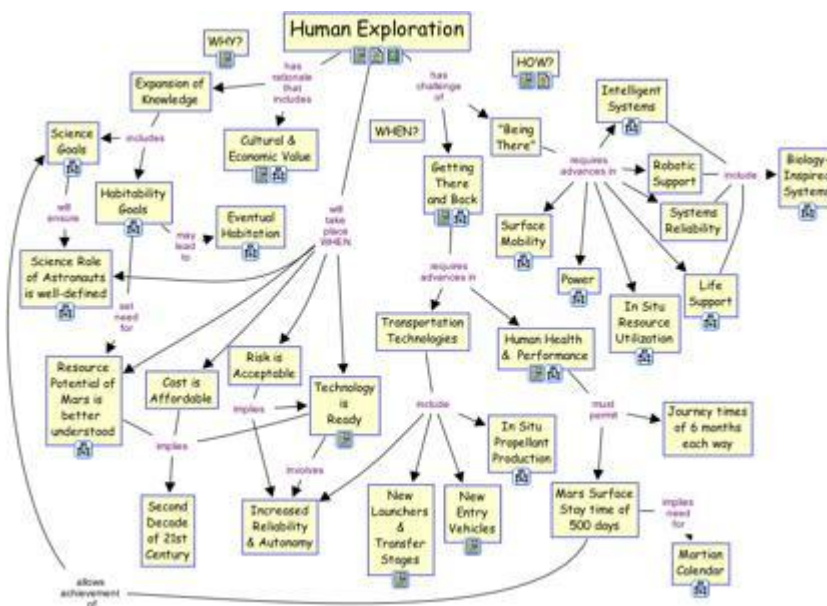 Human Exploration
WHY?
HOW?
WHEN?
has
rationale
that
includes
has
challenge
of
Expansion of
Knowledge
Cultural &
Economic Value
"Being
There"
Intelligent
Systems
Science
Goals
includes
Habitability
Goals
Getting
There
and Back
requires
advances in
Robotic
Support
include
Biology-
Inspired
Systems
Systems
Reliability
will
ensure
may
lead
to
Eventual
Habitation
will
take
place
WHEN
Surface
Mobility
Power
In Situ
Resource
Utilization
Life
Support
Science Role
of Astronauts
is well-defined
set
need
for
requires
advances in
Transportation
Technologies
Human Health
& Performance
Resource
Potential of
Mars is
better
understood
Cost is
Affordable
Risk is
Acceptable
Technology
is
Ready
implies
implies
involves
include
must
permit
Journey times
of 6 months
each way
In Situ
Propellant
Production
Second
Decade
of 21st
Century
Increased
Reliability
& Autonomy
New
Launchers
&
Transfer
Stages
New
Entry
Vehicles
Mars Surface
Stay time of
500 days
implies
need
for
Martian
Calendar
allows
achievement
of